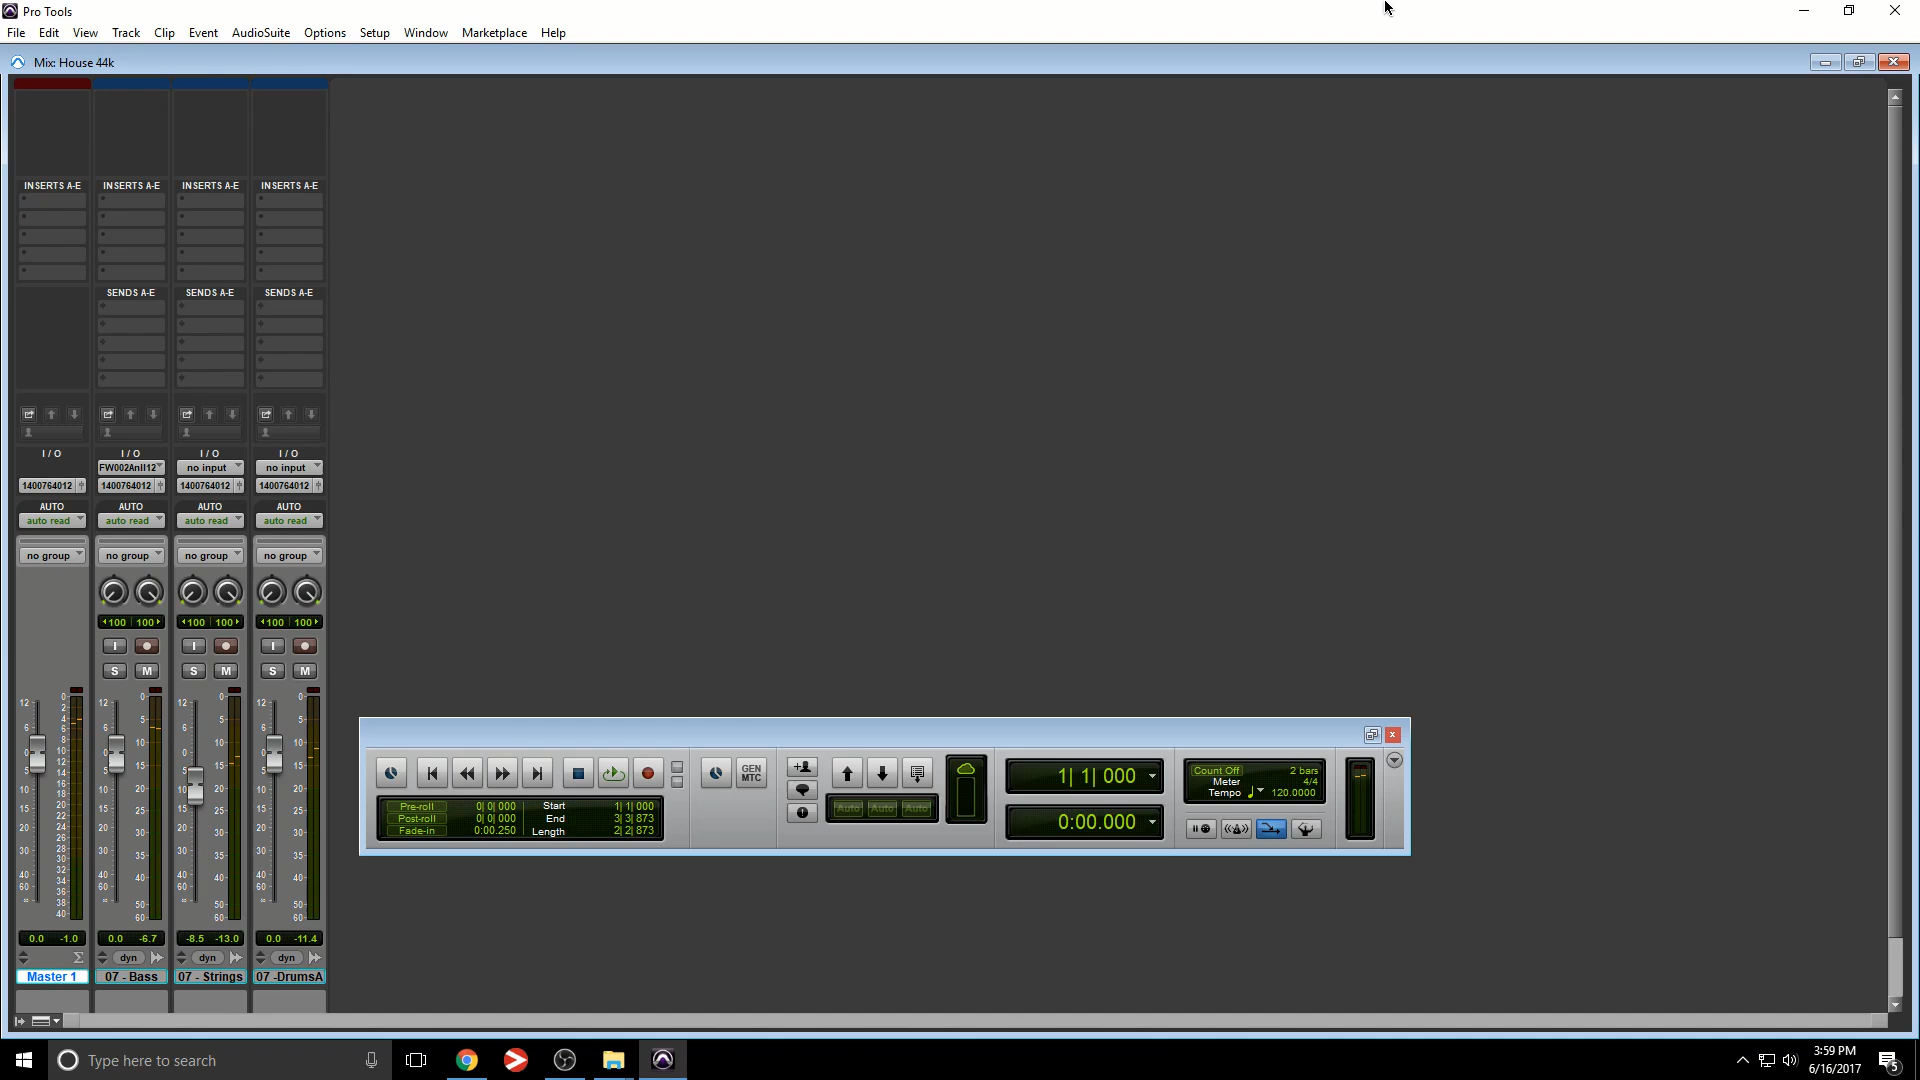 Pro Tools
File Edit View Track Clip Event AudioSuite Options Setup Window Marketplace Help
Mix: House 44k
INSERTS A-E INSERTS A-E INSERTS A-E INSERTS A-E
SENDS A-E SENDS A-E SENDS A-E
I / O I / O I / O I / O
FW002AnlI12 no input no input
1400764012 1400764012 1400764012 1400764012
AUTO AUTO AUTO AUTO
auto read auto read auto read auto read
no group no group no group no group
100 100 100 100 100 100
I I I
S M S M S M
0.0 -1.0 0.0 -6.7 -8.5 -13.0 0.0 -11.4
dyn dyn dyn
Master 1 07 - Bass 07 - Strings 07 -DrumsA
GEN
MTC
Pre-roll 0| 0| 000 Start 1| 1| 000
Post-roll 0| 0| 000 End 3| 3| 873
Fade-in 0:00.250 Length 2| 2| 873
Auto Auto Auto
1| 1| 000
0:00.000
Count Off 2 bars
Meter 4/4
Tempo 120.0000
Type here to search
3:59 PM
6/16/2017
5